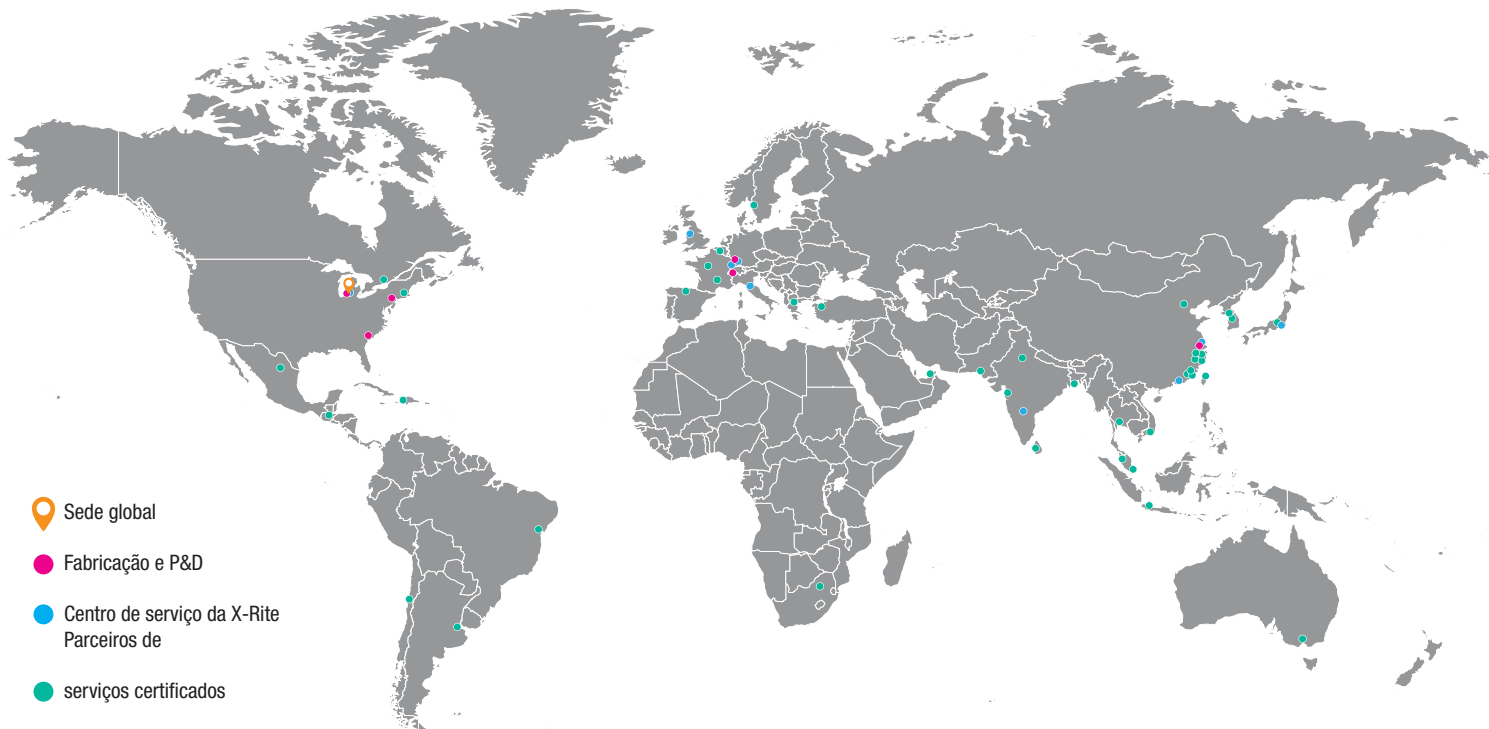 Sede global
Fabricação e P&D
Centro de serviço da X-Rite
Parceiros de
serviços certificados